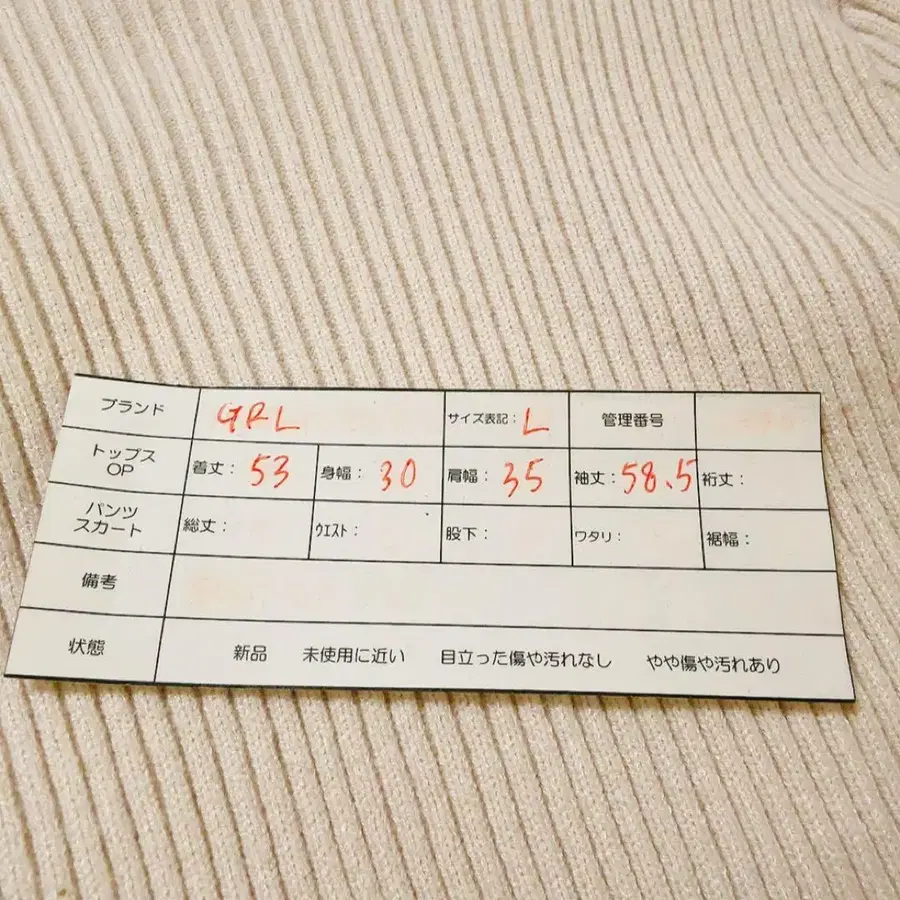 ブランド GRL サイズ表記：L 管理番号
トップス
OP
着丈：53 身幅：30 肩幅：35 袖丈：58.5 裄丈：
パンツ
スカート
総丈： ウエスト： 股下： ワタリ： 裾幅：
備考
状態 新品 未使用に近い 目立った傷や汚れなし やや傷や汚れあり